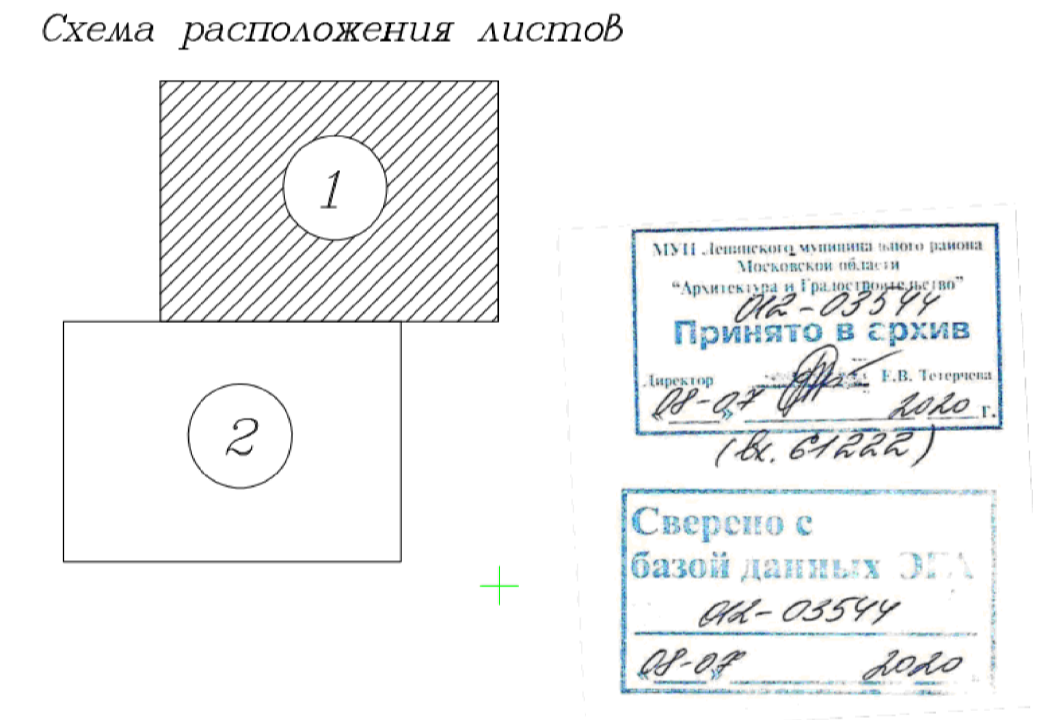 Схема расположения листов
1
2
МУП Ленинского муниципального района
Московской области
"Архитектура и Градостроительство"
012-03544
Принято в архив
Директор Е.В. Тетерчева
«08-07» 2020 г.
(вх. 61222)
Сверено с
базой данных ЭГА
012-03544
«08-07» 2020